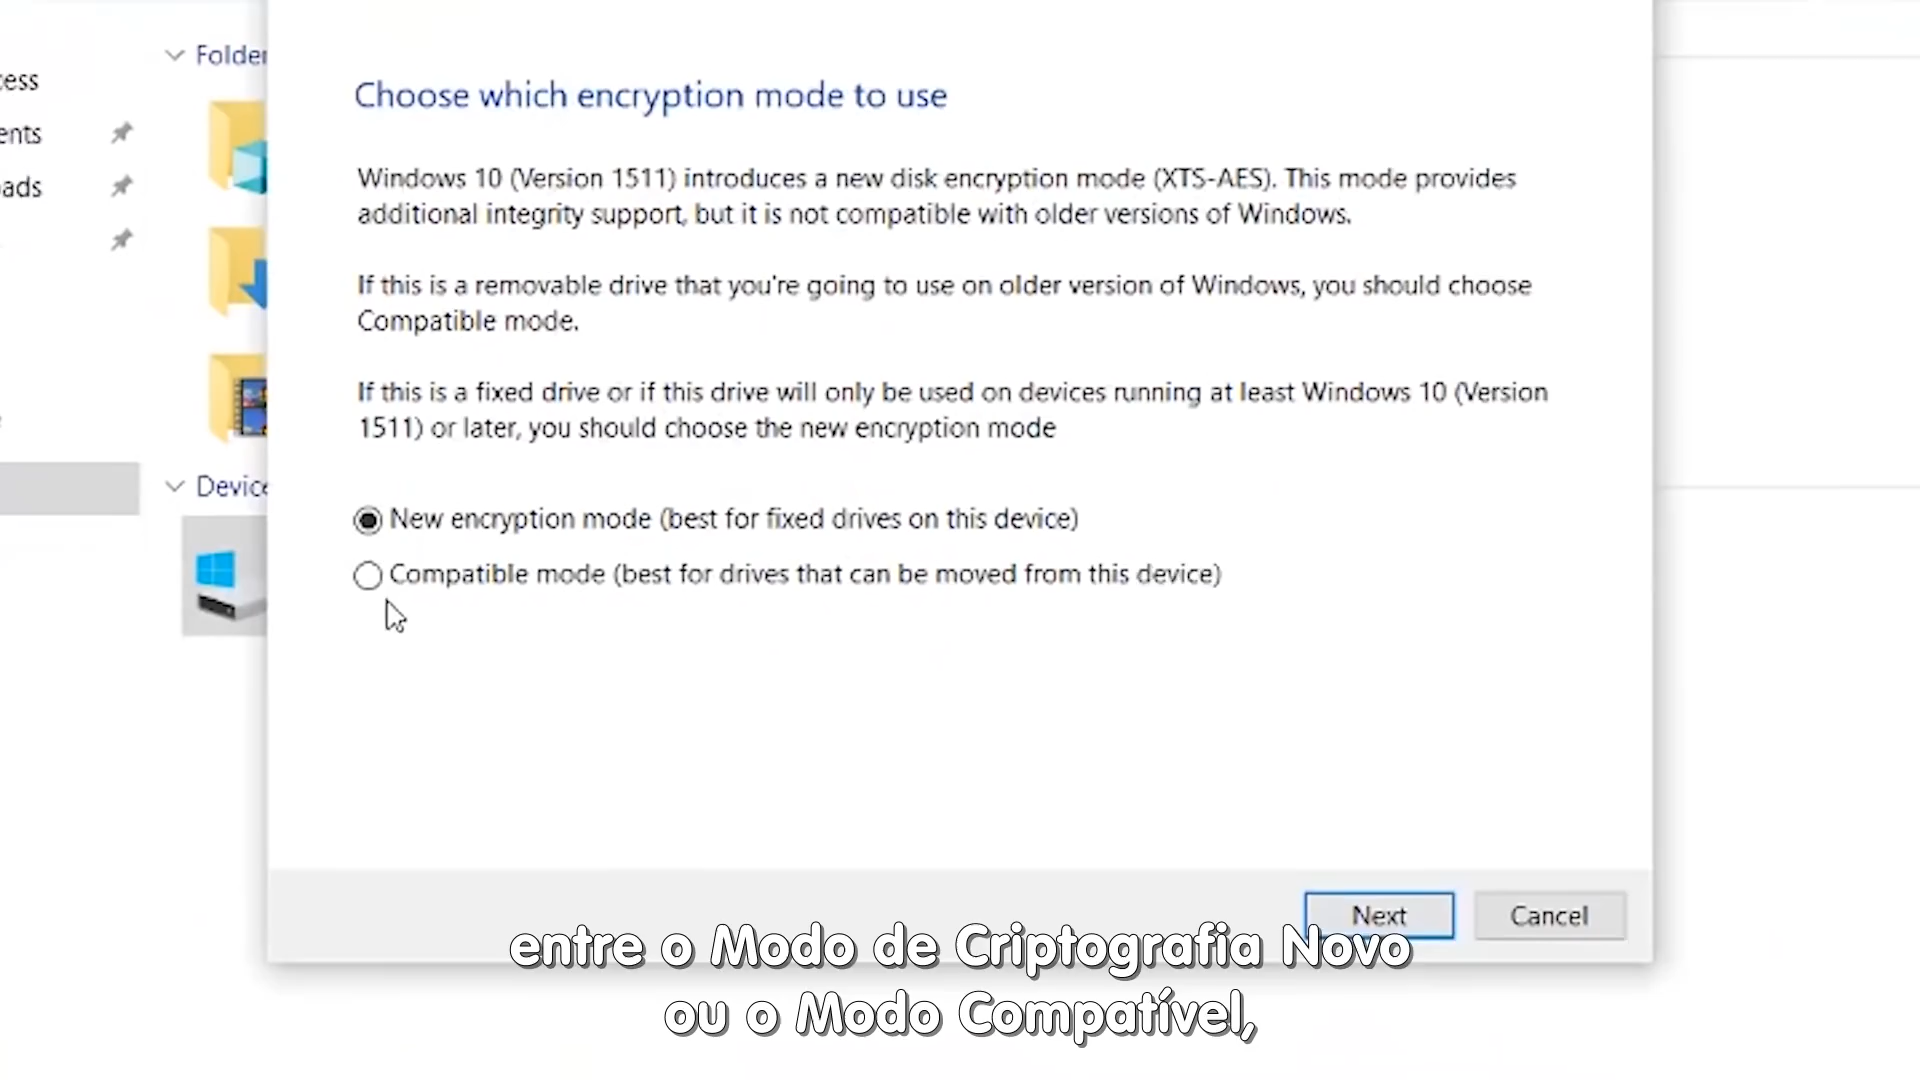 Folder
ess
ents
ads
Device
Choose which encryption mode to use
Windows 10 (Version 1511) introduces a new disk encryption mode (XTS-AES). This mode provides
additional integrity support, but it is not compatible with older versions of Windows.
If this is a removable drive that you're going to use on older version of Windows, you should choose
Compatible mode.
If this is a fixed drive or if this drive will only be used on devices running at least Windows 10 (Version
1511) or later, you should choose the new encryption mode
New encryption mode (best for fixed drives on this device)
Compatible mode (best for drives that can be moved from this device)
Next Cancel
entre o Modo de Criptografia Novo
ou o Modo Compatível,